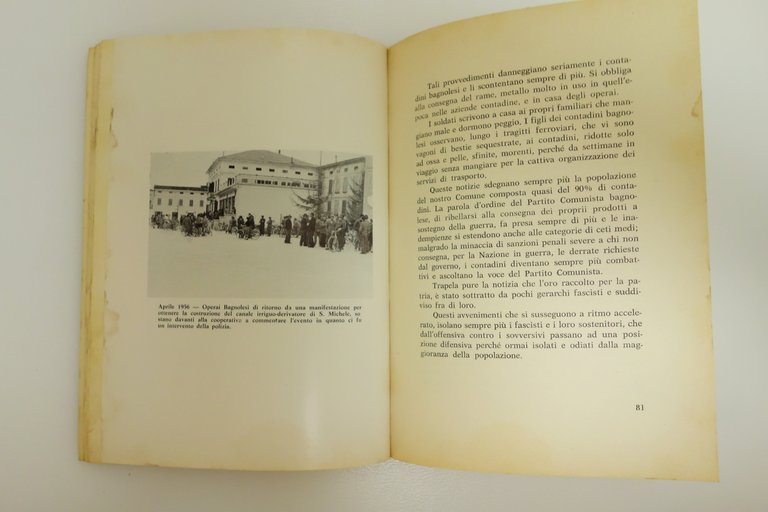 Aprile 1956 — Operai Bagnolesi di ritorno da una manifestazione per
ottenere la costruzione del canale irriguo-derivatore di S. Michele, so
stano davanti alla cooperativa a commentare l'evento in quanto ci fu
un intervento della polizia.
Tali provvedimenti danneggiano seriamente i conta-
dini bagnolesi e li scontentano sempre di più. Si obbliga
alla consegna del rame, metallo molto in uso in quell'e-
poca nelle aziende contadine, e in casa degli operai.
I soldati scrivono a casa ai propri familiari che man-
giano male e dormono peggio. I figli dei contadini bagno-
lesi osservano, lungo i tragitti ferroviari, che vi sono
vagoni di bestie sequestrate, ai contadini, ridotte solo
ad ossa e pelle, sfinite, morenti, perché da settimane in
viaggio senza mangiare per la cattiva organizzazione dei
servizi di trasporto.
Queste notizie sdegnano sempre più la popolazione
del nostro Comune composta quasi del 90% di conta-
dini. La parola d'ordine del Partito Comunista bagno-
lese, di ribellarsi alla consegna dei proprii prodotti a
sostegno della guerra, fa presa sempre di più e le ina-
dempienze si estendono anche alle categorie di ceti medi;
malgrado la minaccia di sanzioni penali severe a chi non
consegna, per la Nazione in guerra, le derrate richieste
dal governo, i contadini diventano sempre più combat-
tivi e ascoltano la voce del Partito Comunista.
Trapela pure la notizia che l'oro raccolto per la pa-
tria, è stato sottratto da pochi gerarchi fascisti e suddi-
viso fra di loro.
Questi avvenimenti che si susseguono a ritmo accele-
rato, isolano sempre più i fascisti e i loro sostenitori, che
dall'offensiva contro i sovversivi passano ad una posi-
zione difensiva perché ormai isolati e odiati dalla mag-
gioranza della popolazione.
81